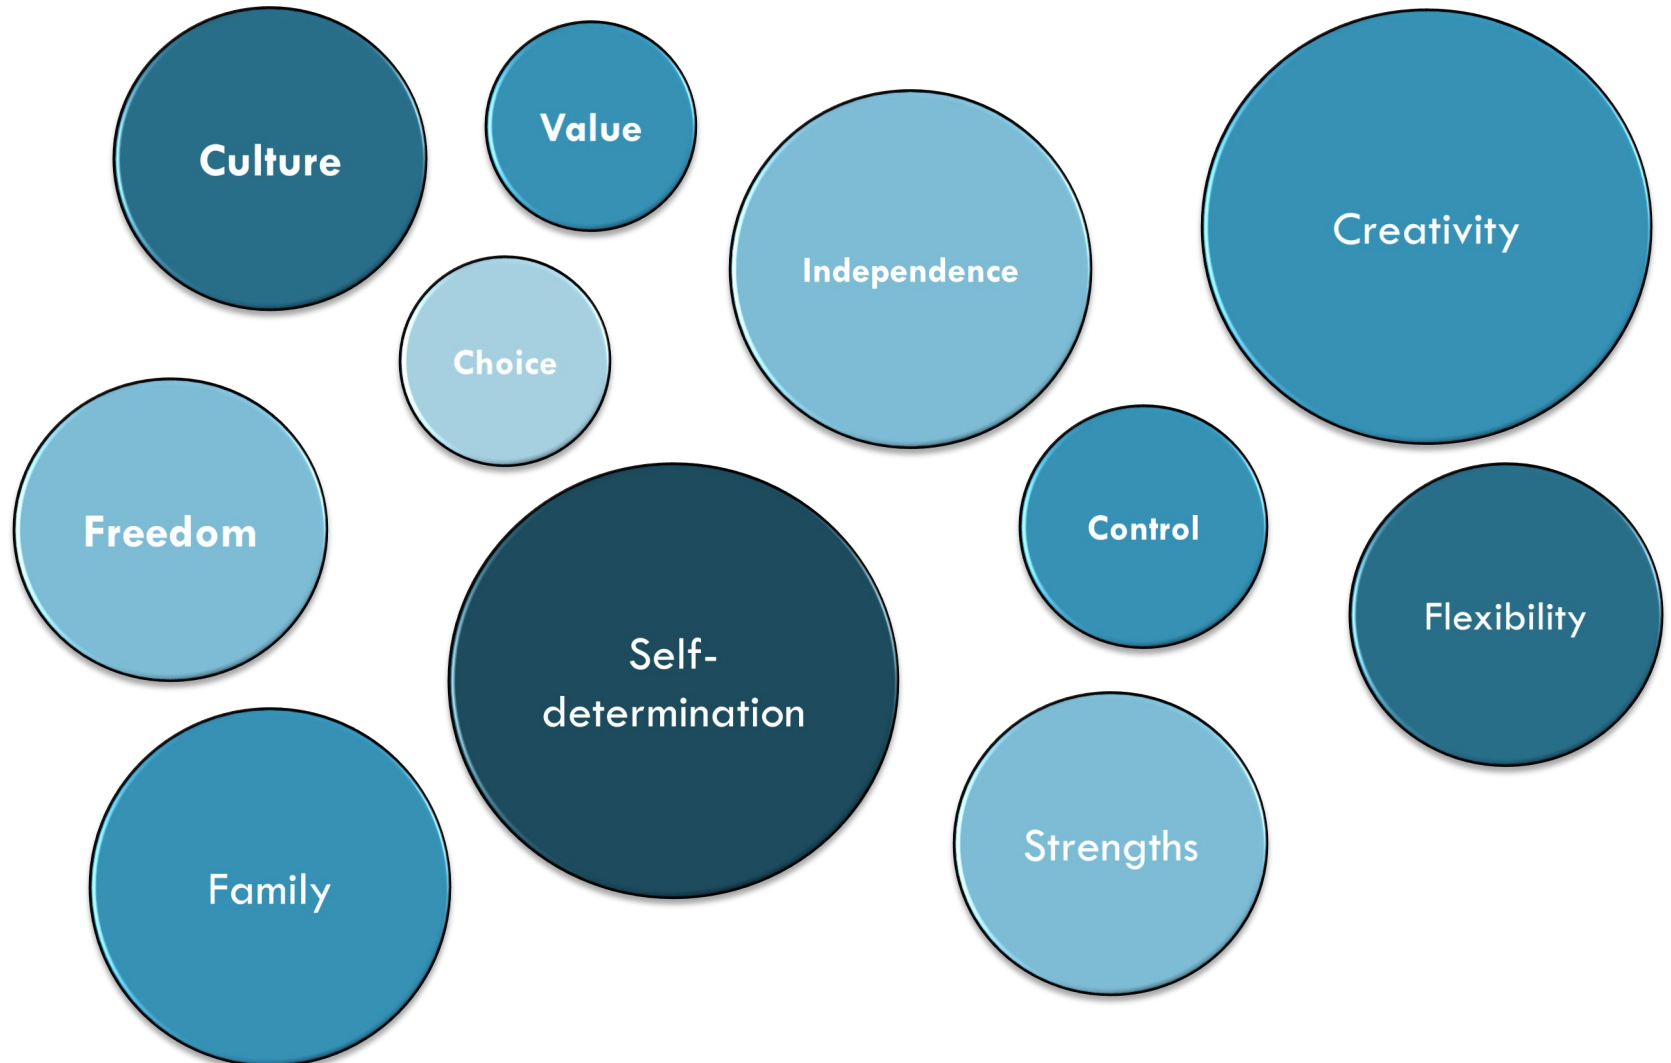 Culture
Value
Independence
Creativity
Choice
Freedom
Control
Flexibility
Self-
determination
Strengths
Family